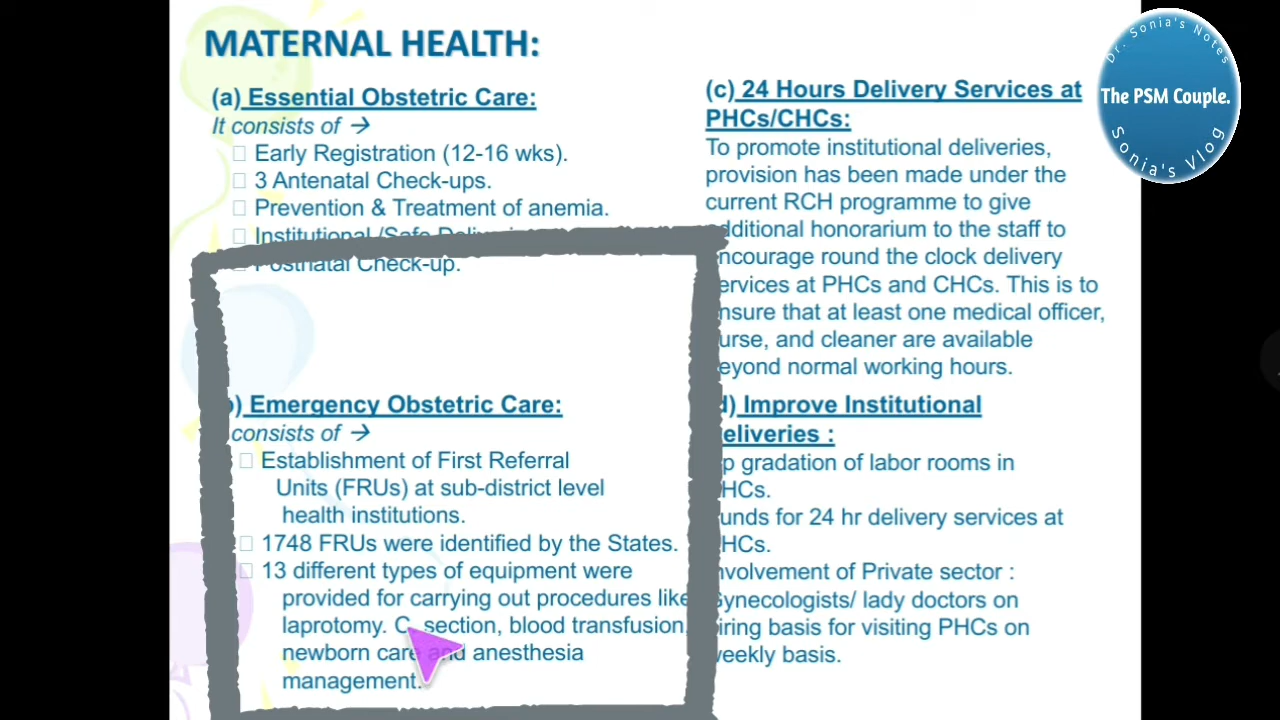 MATERNAL HEALTH:
(a) Essential Obstetric Care:
It consists of →
Early Registration (12-16 wks).
3 Antenatal Check-ups.
Prevention & Treatment of anemia.
Institutional /Safe
Postnatal Check-up.
Emergency Obstetric Care:
consists of →
Establishment of First Referral
Units (FRUs) at sub-district level
health institutions.
1748 FRUs were identified by the States.
13 different types of equipment were
provided for carrying out procedures like
laprotomy. C section, blood transfusion,
newborn care and anesthesia
management.
(c) 24 Hours Delivery Services at
PHCs/CHCs:
To promote institutional deliveries,
provision has been made under the
current RCH programme to give
additional honorarium to the staff to
encourage round the clock delivery
services at PHCs and CHCs. This is to
ensure that at least one medical officer,
nurse, and cleaner are available
beyond normal working hours.
(d) Improve Institutional
Deliveries :
gradation of labor rooms in
funds for 24 hr delivery services at
Involvement of Private sector :
Gynecologists/ lady doctors on
hiring basis for visiting PHCs on
weekly basis.
Dr. Sonia's Notes
The PSM Couple.
Sonia's Vlog